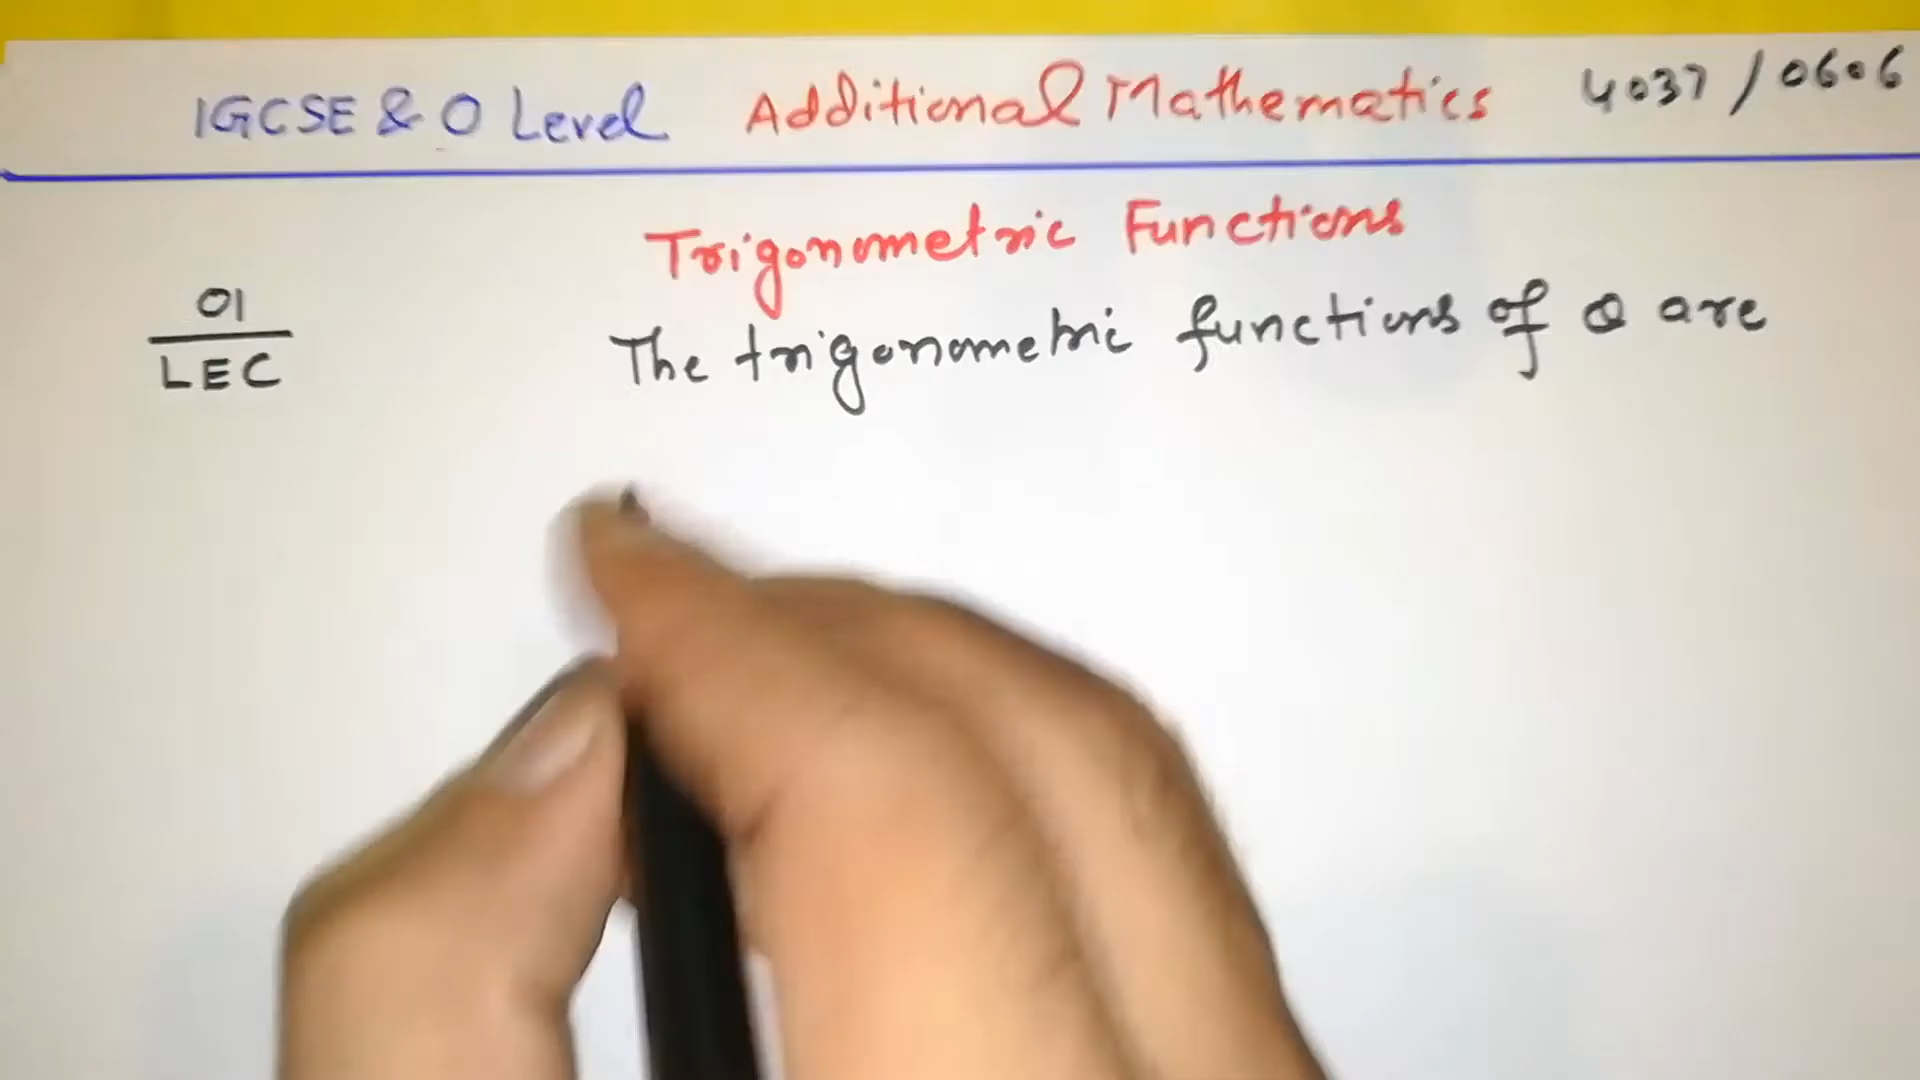 IGCSE & O Level Additional Mathematics 4037 / 0606
Trigonometric Functions
01
LEC
The trigonometric functions of θ are